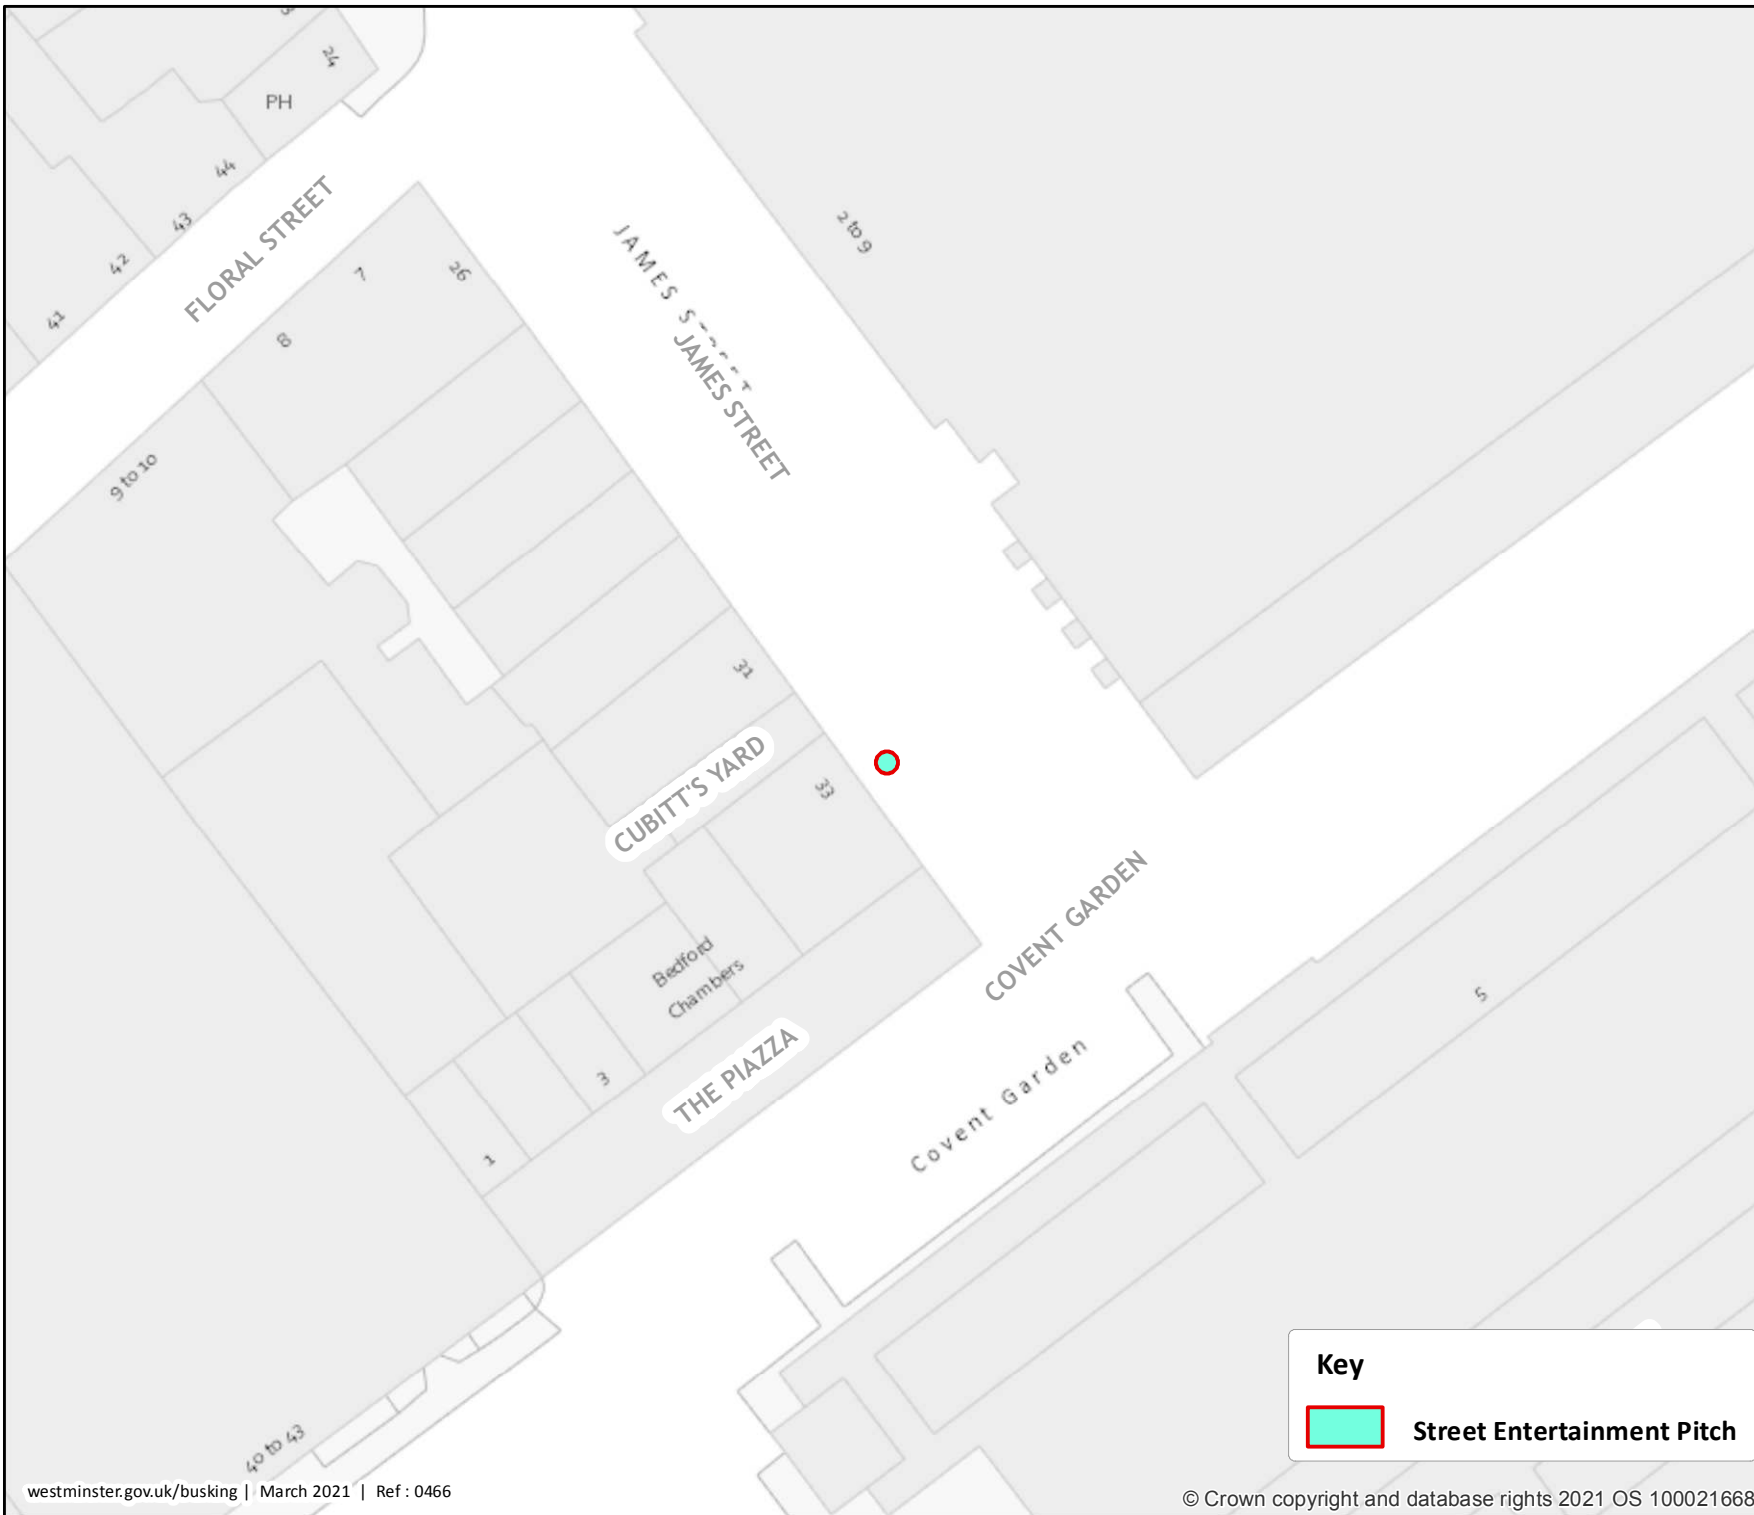 24
PH
44
43
42
41
FLORAL STREET
7
26
8
9 to 10
2 to 9
JAMES STREET
JAMES STREET
31
CUBITT'S YARD
33
COVENT GARDEN
Bedford
Chambers
THE PIAZZA
Covent Garden
5
3
1
40 to 43
Key
Street Entertainment Pitch
westminster.gov.uk/busking | March 2021 | Ref : 0466
© Crown copyright and database rights 2021 OS 100021668